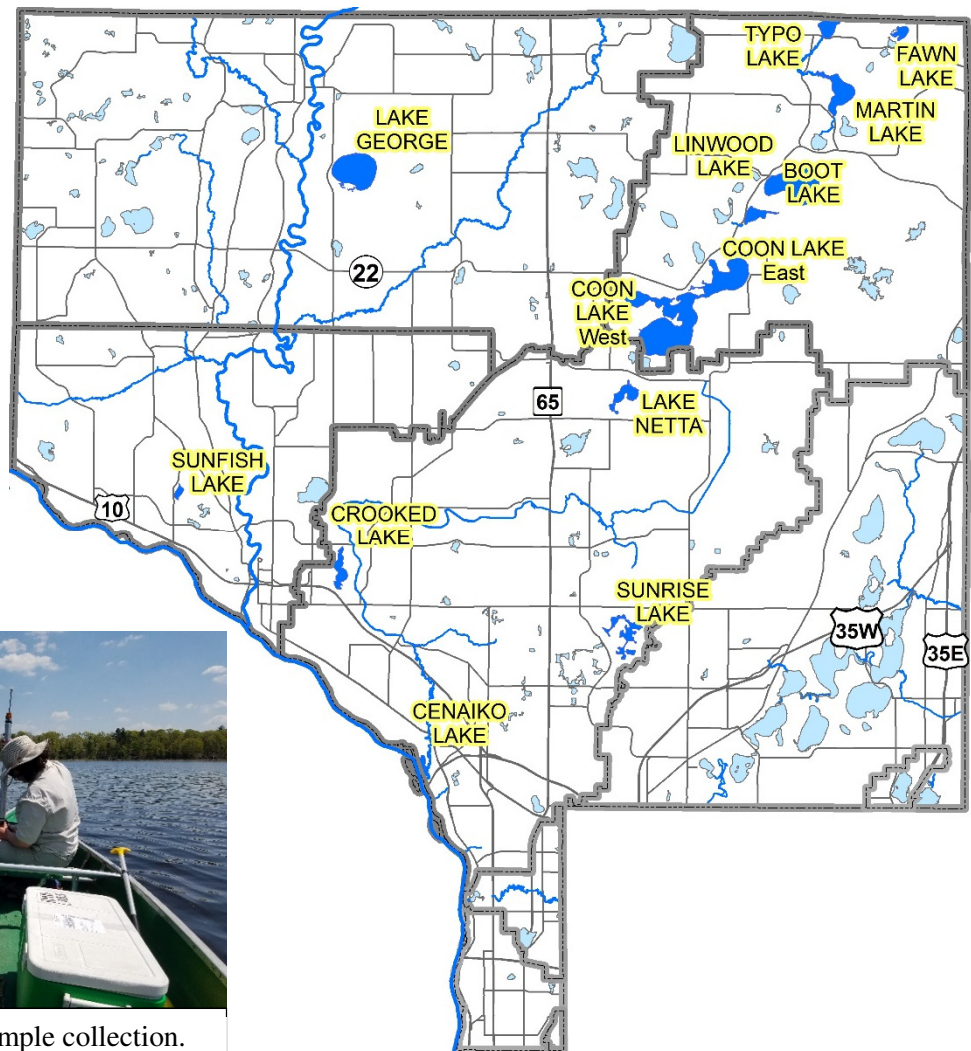 TYPO
LAKE
FAWN
LAKE
MARTIN
LAKE
LAKE
GEORGE
LINWOOD
LAKE
BOOT
LAKE
COON LAKE
East
22
COON
LAKE
West
65
LAKE
NETTA
SUNFISH
LAKE
10
CROOKED
LAKE
SUNRISE
LAKE
35W
35E
CENAIKO
LAKE
mple collection.